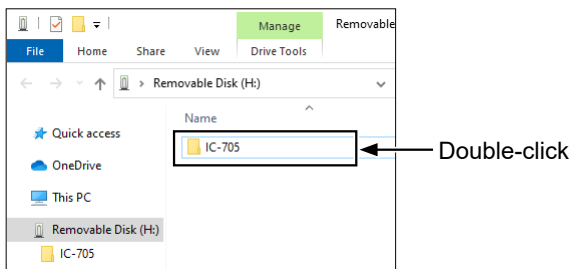 Manage
Removable
File
Home
Share
View
Drive Tools
Removable Disk (H:)
Name
Quick access
IC-705
Double-click
OneDrive
This PC
Removable Disk (H:)
IC-705